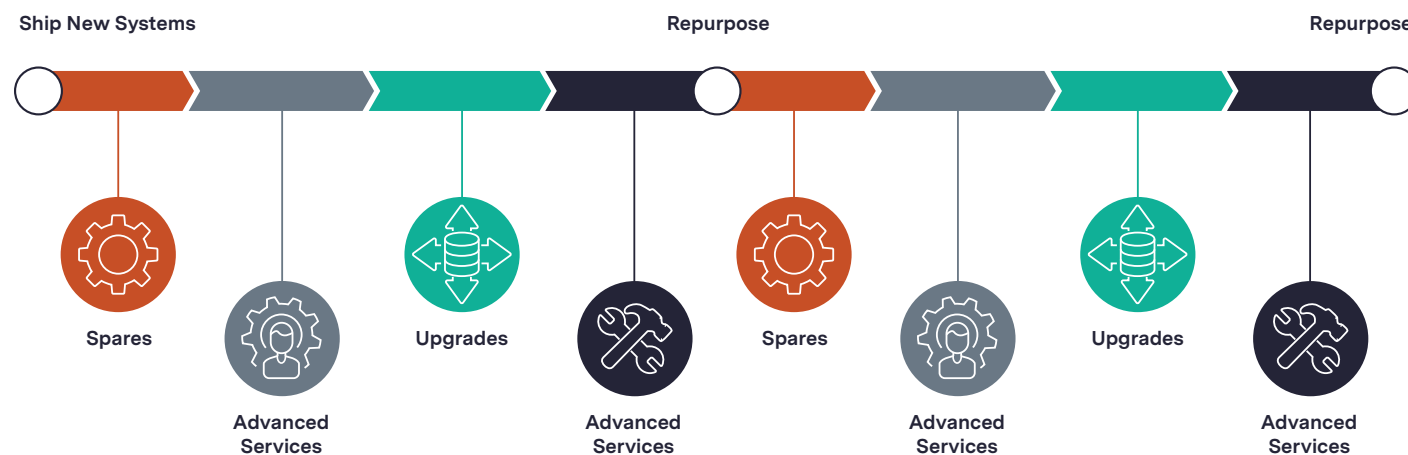 Ship New Systems
Repurpose
Repurpose
Spares
Upgrades
Spares
Upgrades
Advanced
Services
Advanced
Services
Advanced
Services
Advanced
Services